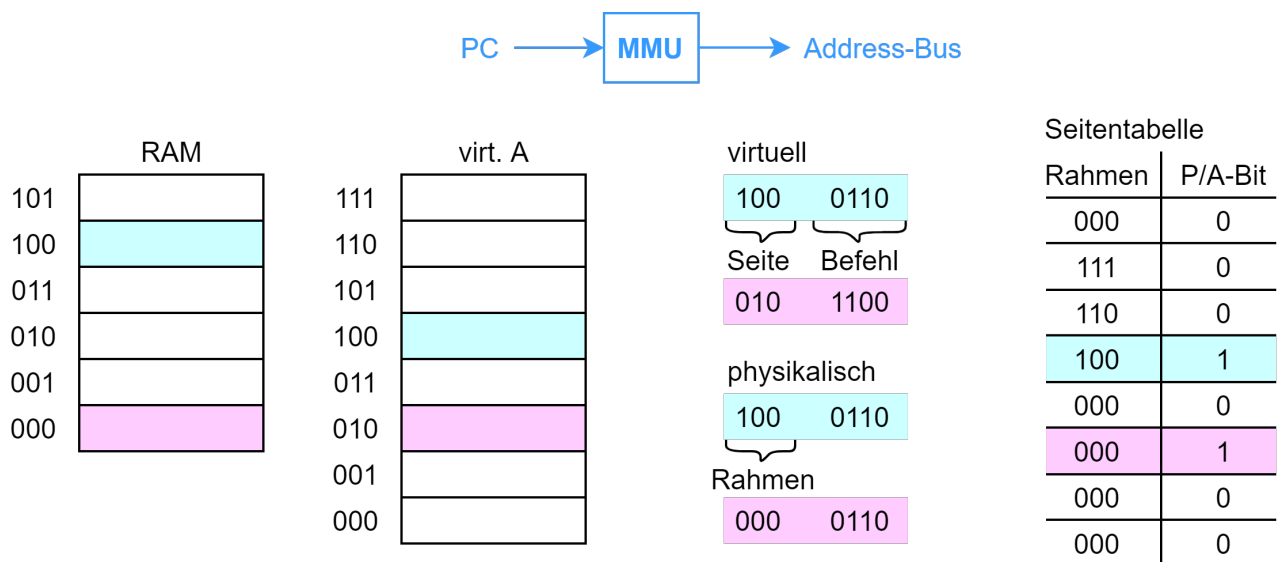 PC MMU Address-Bus
RAM
101
100
011
010
001
000
virt. A
111
110
101
100
011
010
001
000
virtuell
100 0110
Seite Befehl
010 1100
physikalisch
100 0110
Rahmen
000 0110
Seitentabelle
Rahmen P/A-Bit
000 0
111 0
110 0
100 1
000 0
000 1
000 0
000 0